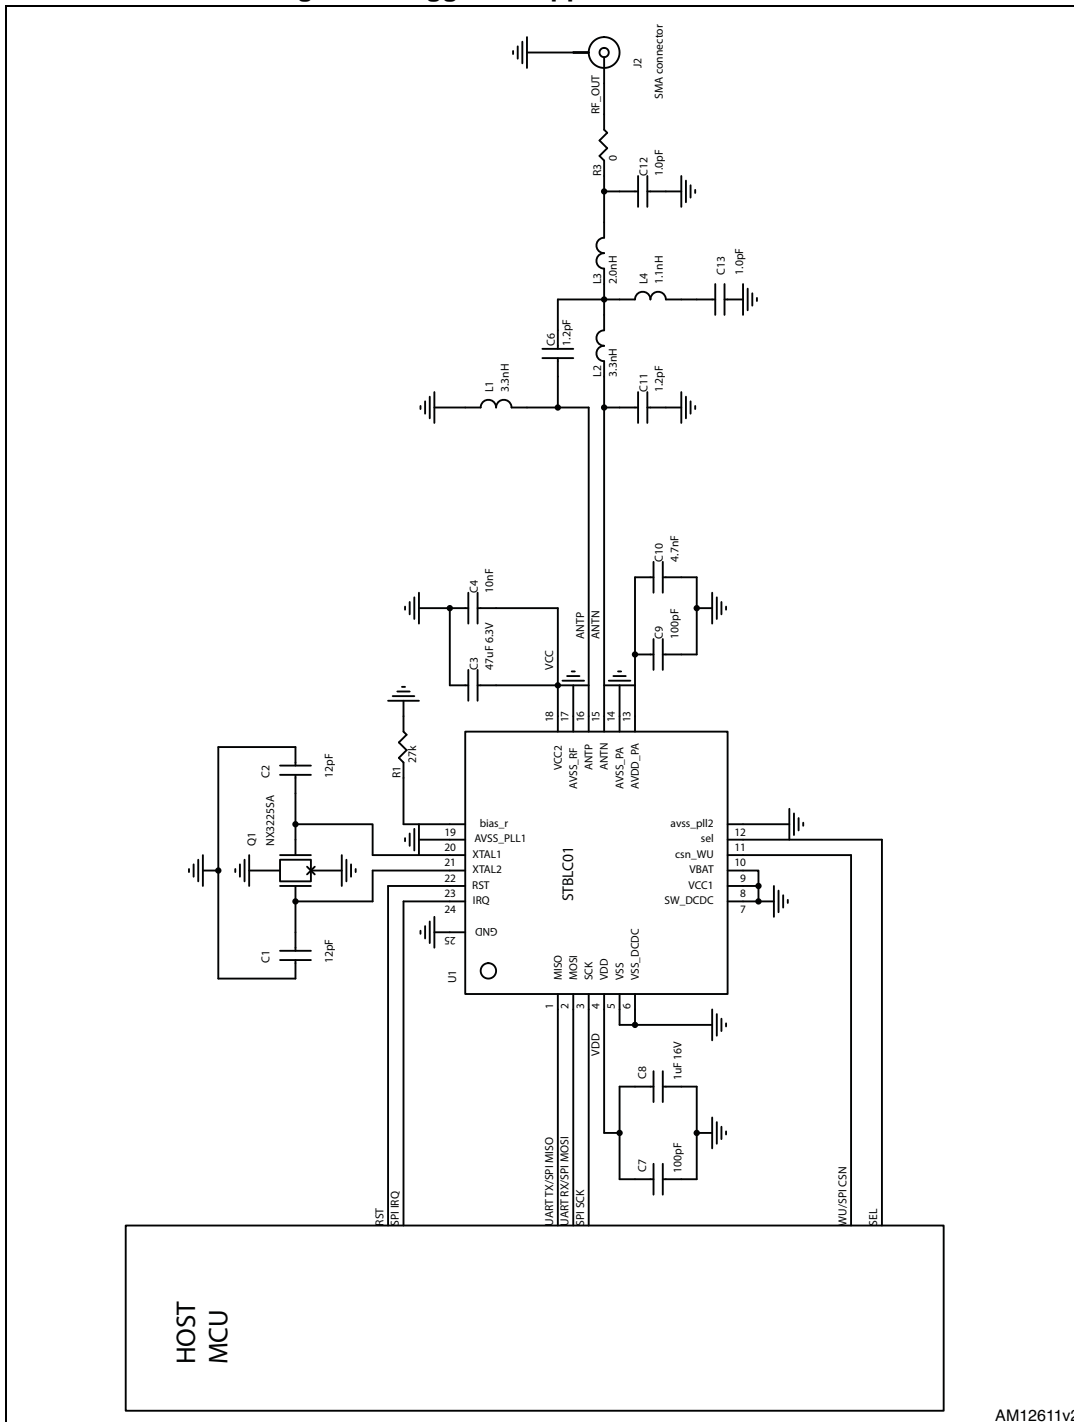 J2
SMA connector
RF_OUT
R3
0
C12
1.0pF
L3
2.0nH
L4
1.1nH
C13
1.0pF
C6
1.2pF
L2
3.3nH
L1
3.3nH
C11
1.2pF
C4
10nF
C3
47uF 6.3V
VCC
ANTP
ANTN
C10
4.7nF
C9
100pF
R1
27k
18
17
16
15
14
13
VCC2
AVSS_RF
ANTP
ANTN
AVSS_PA
AVDD_PA
C2
12pF
Q1
NX3225SA
C1
12pF
bias_r
19
AVSS_PLL1
20
XTAL1
21
XTAL2
22
RST
23
IRQ
24
GND
25
U1
STBLC01
avss_pll2
12
sel
11
csn_WU
10
VBAT
9
VCC1
8
SW_DCDC
7
MISO
MOSI
SCK
VDD
VSS
VSS_DCDC
1
2
3
4
5
6
VDD
C8
1uF 16V
C7
100pF
RST
SPI IRQ
UART TX/SPI MISO
UART RX/SPI MOSI
SPI SCK
WU/SPI CSN
SEL
HOST
MCU
AM12611v2